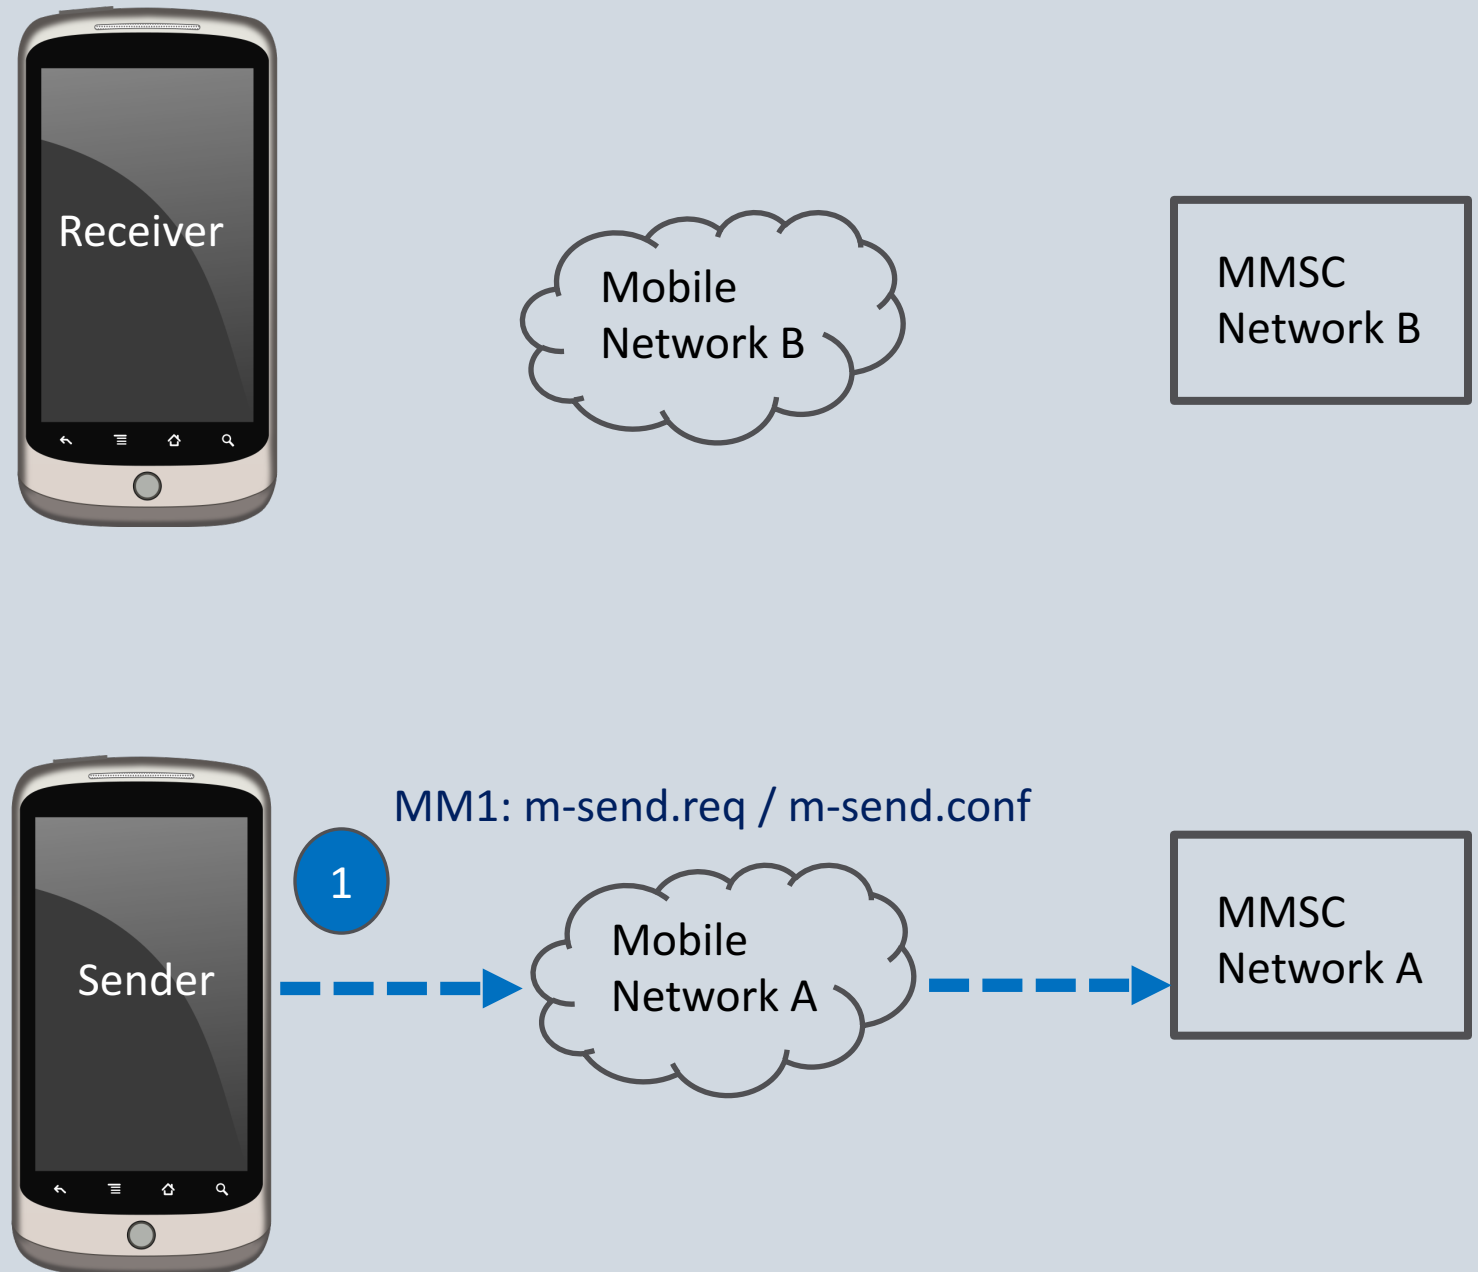 Receiver
Mobile
Network B
MMSC
Network B
MM1: m-send.req / m-send.conf
1
Sender
Mobile
Network A
MMSC
Network A